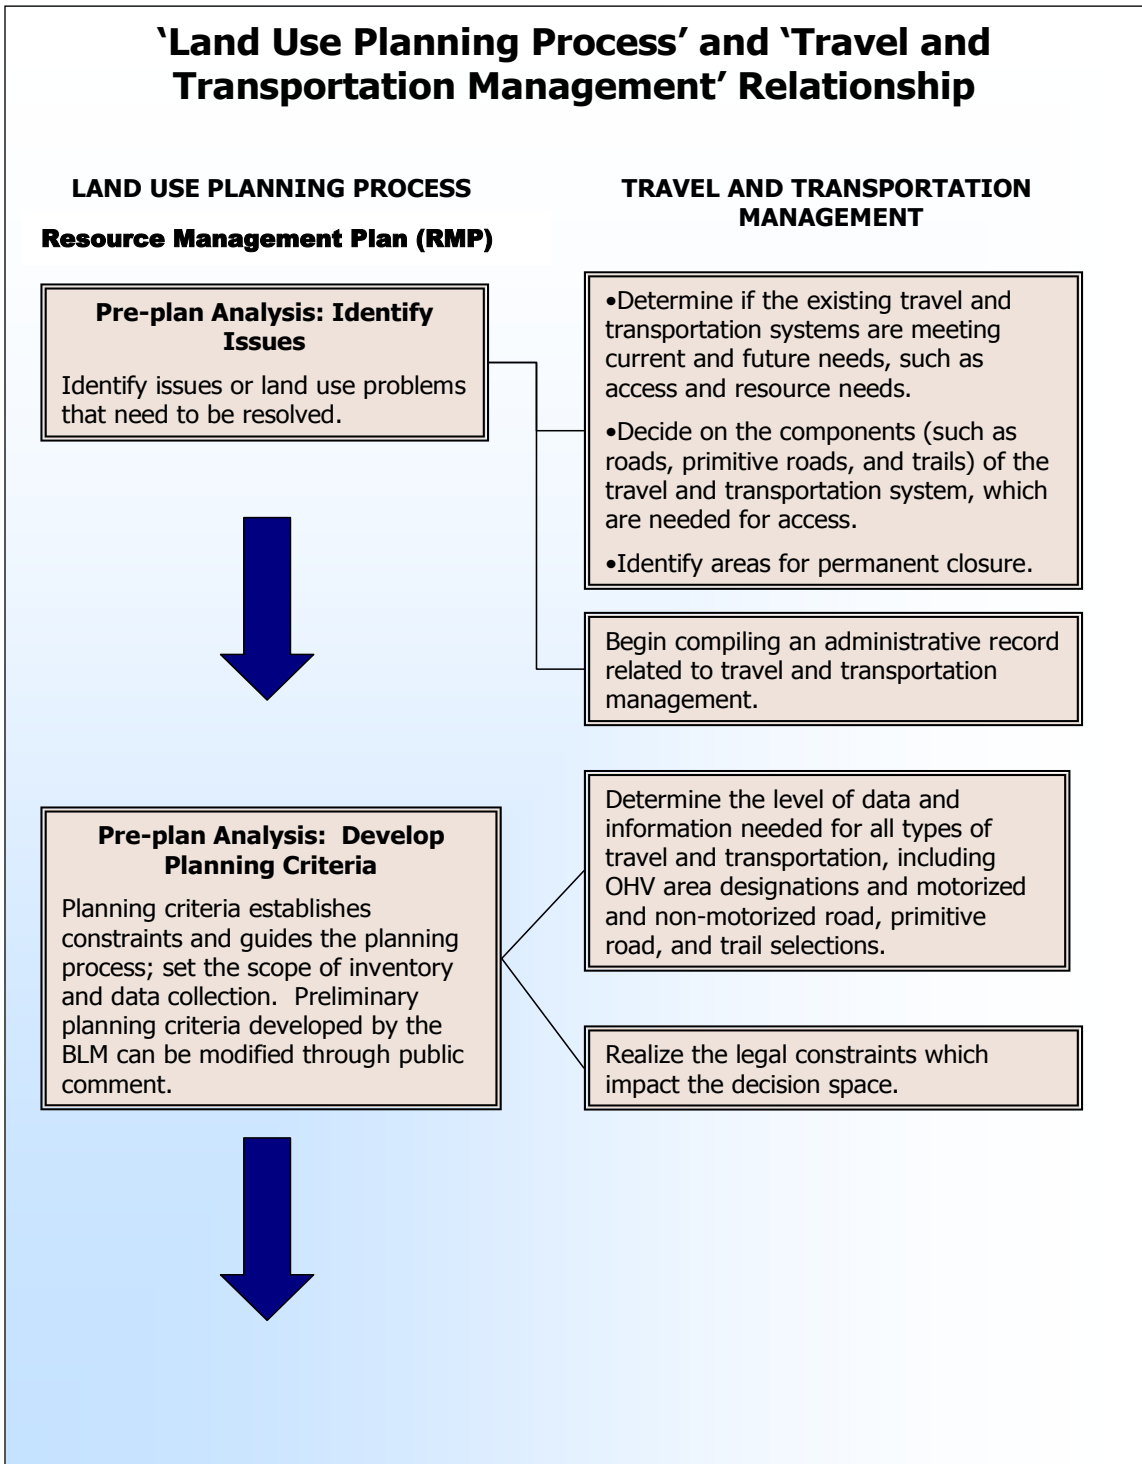 ‘Land Use Planning Process’ and ‘Travel and
Transportation Management’ Relationship
LAND USE PLANNING PROCESS
Resource Management Plan (RMP)
Pre-plan Analysis: Identify
Issues
Identify issues or land use problems
that need to be resolved.
TRAVEL AND TRANSPORTATION
MANAGEMENT
•Determine if the existing travel and
transportation systems are meeting
current and future needs, such as
access and resource needs.
•Decide on the components (such as
roads, primitive roads, and trails) of the
travel and transportation system, which
are needed for access.
•Identify areas for permanent closure.
Begin compiling an administrative record
related to travel and transportation
management.
Pre-plan Analysis:  Develop
Planning Criteria
Planning criteria establishes
constraints and guides the planning
process; set the scope of inventory
and data collection.  Preliminary
planning criteria developed by the
BLM can be modified through public
comment.
Determine the level of data and
information needed for all types of
travel and transportation, including
OHV area designations and motorized
and non-motorized road, primitive
road, and trail selections.
Realize the legal constraints which
impact the decision space.